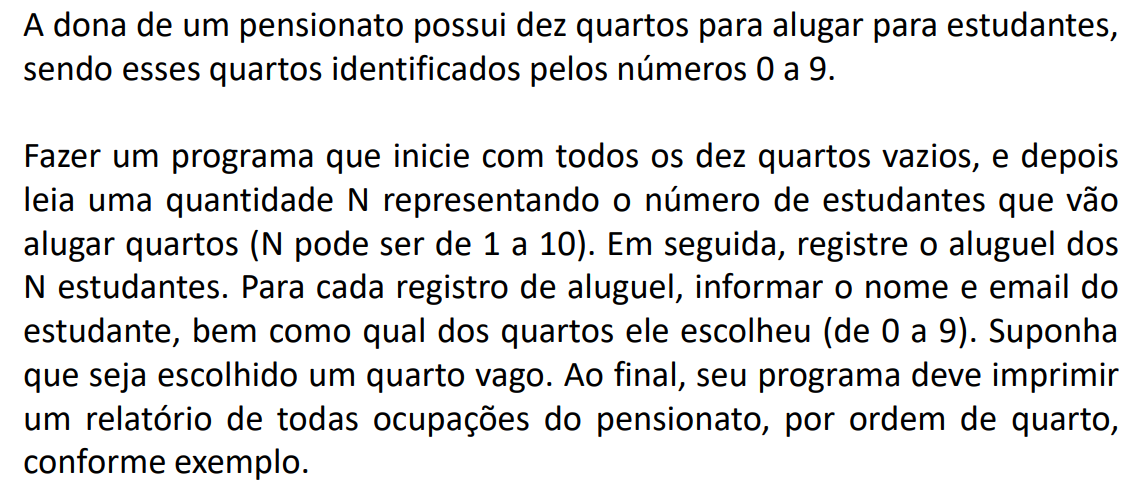 A dona de um pensionato possui dez quartos para alugar para estudantes,
sendo esses quartos identificados pelos números 0 a 9.
Fazer um programa que inicie com todos os dez quartos vazios, e depois
leia uma quantidade N representando o número de estudantes que vão
alugar quartos (N pode ser de 1 a 10). Em seguida, registre o aluguel dos
N estudantes. Para cada registro de aluguel, informar o nome e email do
estudante, bem como qual dos quartos ele escolheu (de 0 a 9). Suponha
que seja escolhido um quarto vago. Ao final, seu programa deve imprimir
um relatório de todas ocupações do pensionato, por ordem de quarto,
conforme exemplo.